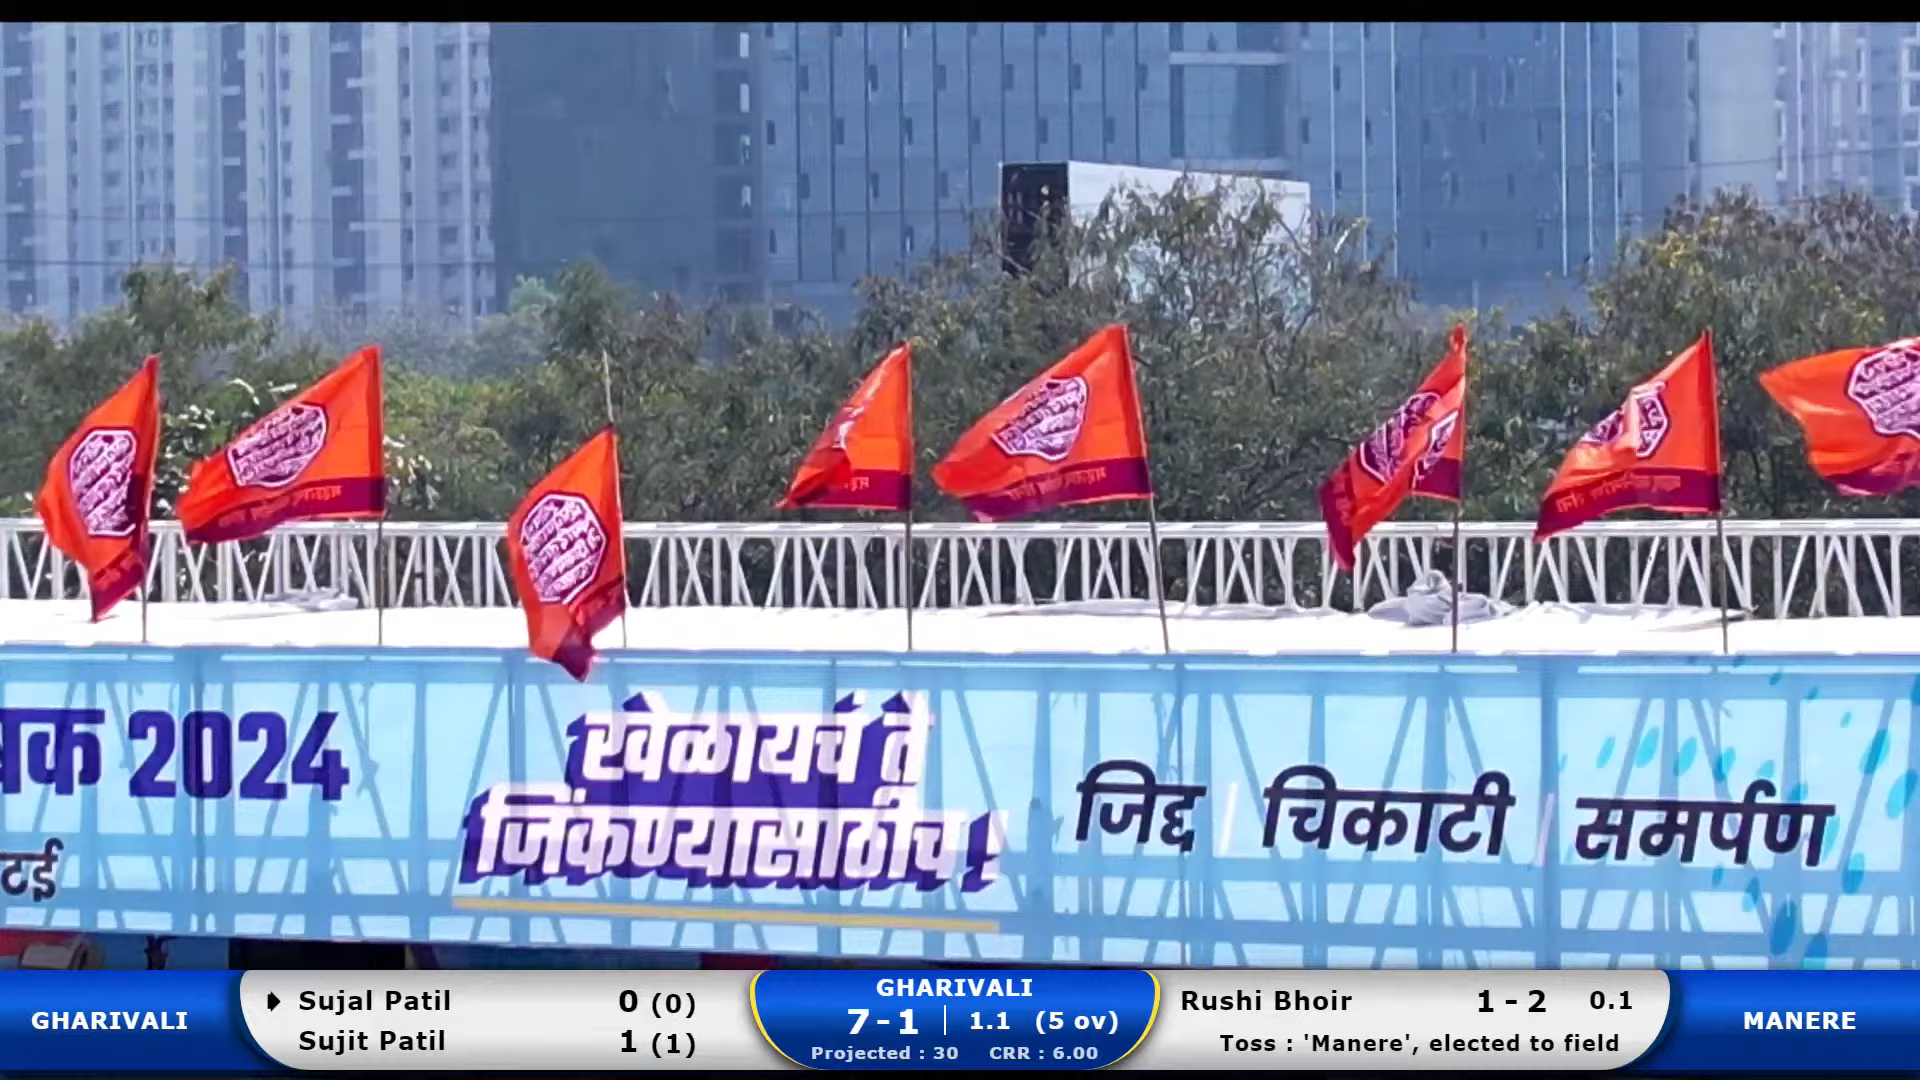 षक 2024
टई
खेळायचं ते
जिंकण्यासाठीच !
जिद्द / चिकाटी / समर्पण
GHARIVALI
Sujal Patil 0 (0)
Sujit Patil 1 (1)
GHARIVALI
7 - 1 | 1.1 (5 ov)
Projected : 30 CRR : 6.00
Rushi Bhoir 1 - 2 0.1
Toss : 'Manere', elected to field
MANERE